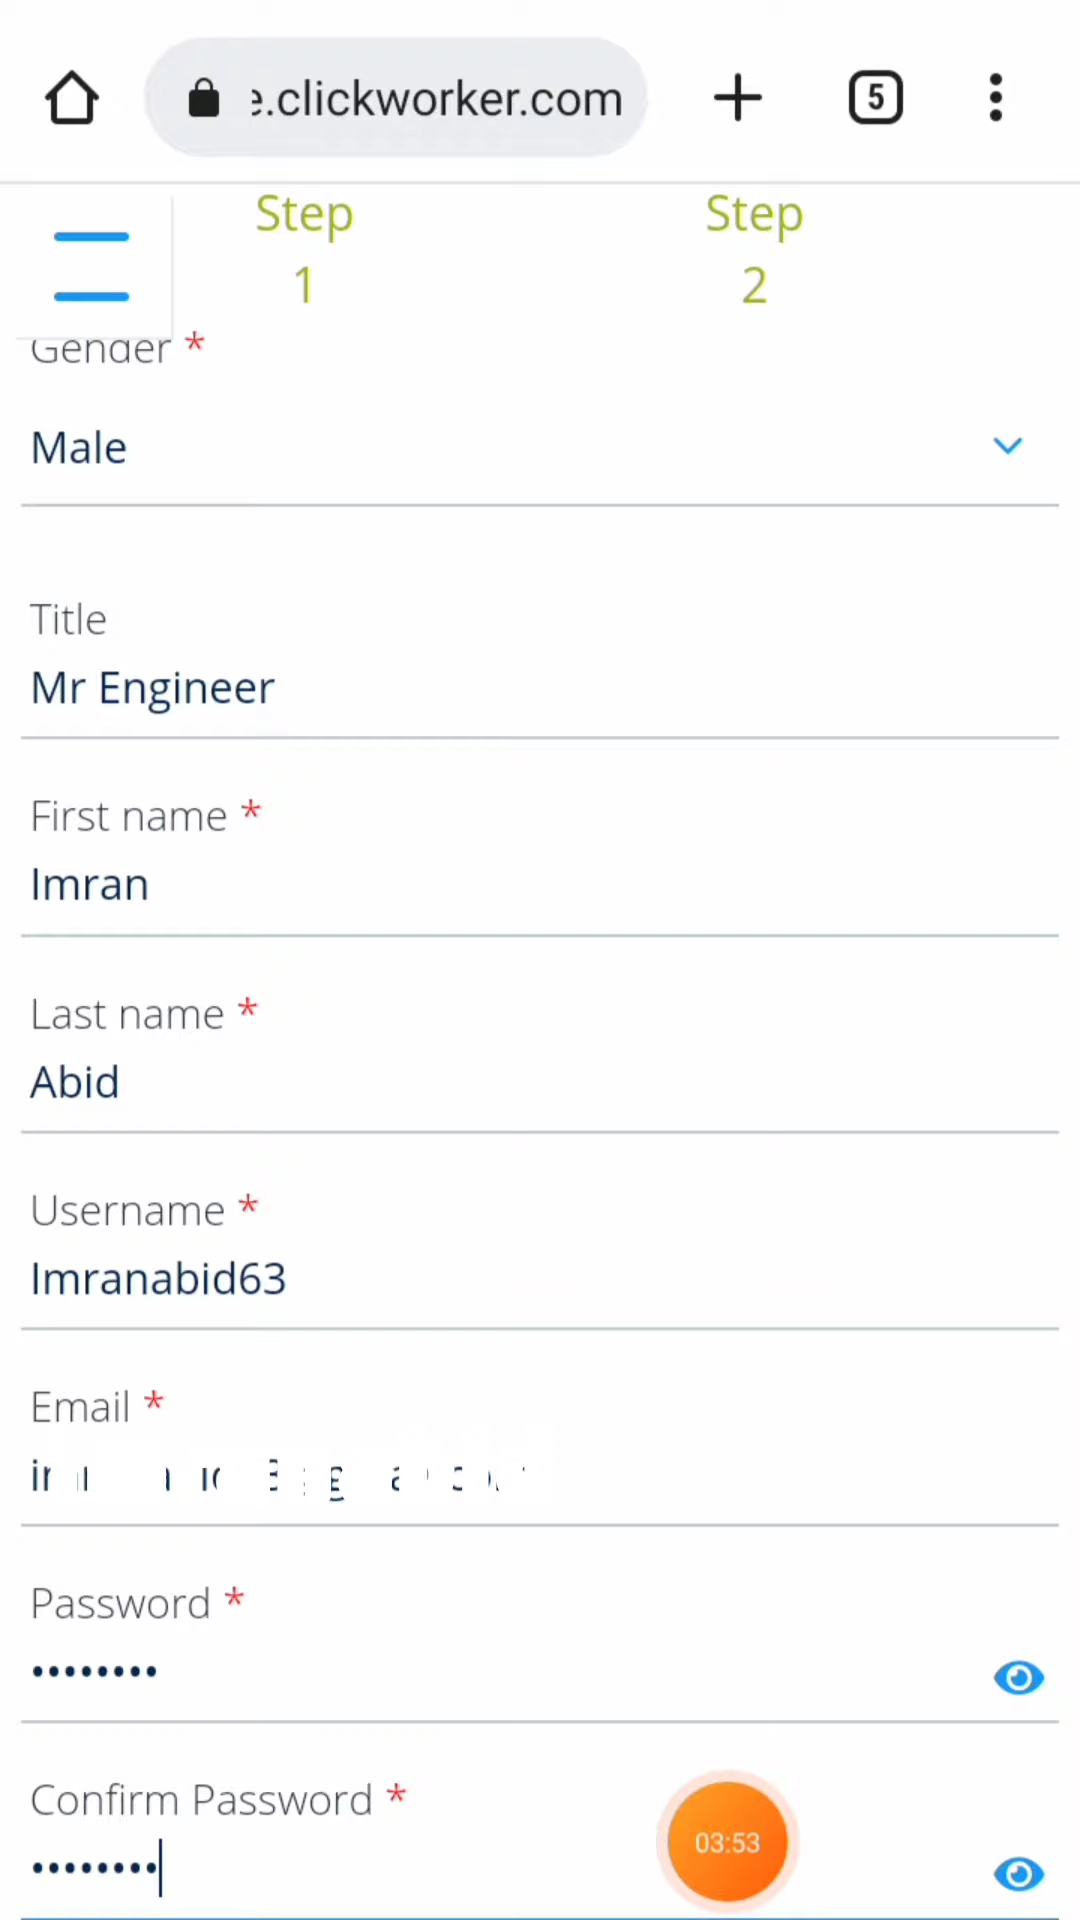 e.clickworker.com
5
Step 1
Step 2
Gender *
Male
Title
Mr Engineer
First name *
Imran
Last name *
Abid
Username *
Imranabid63
Email *
Password *
••••••••
Confirm Password *
••••••••
03:53